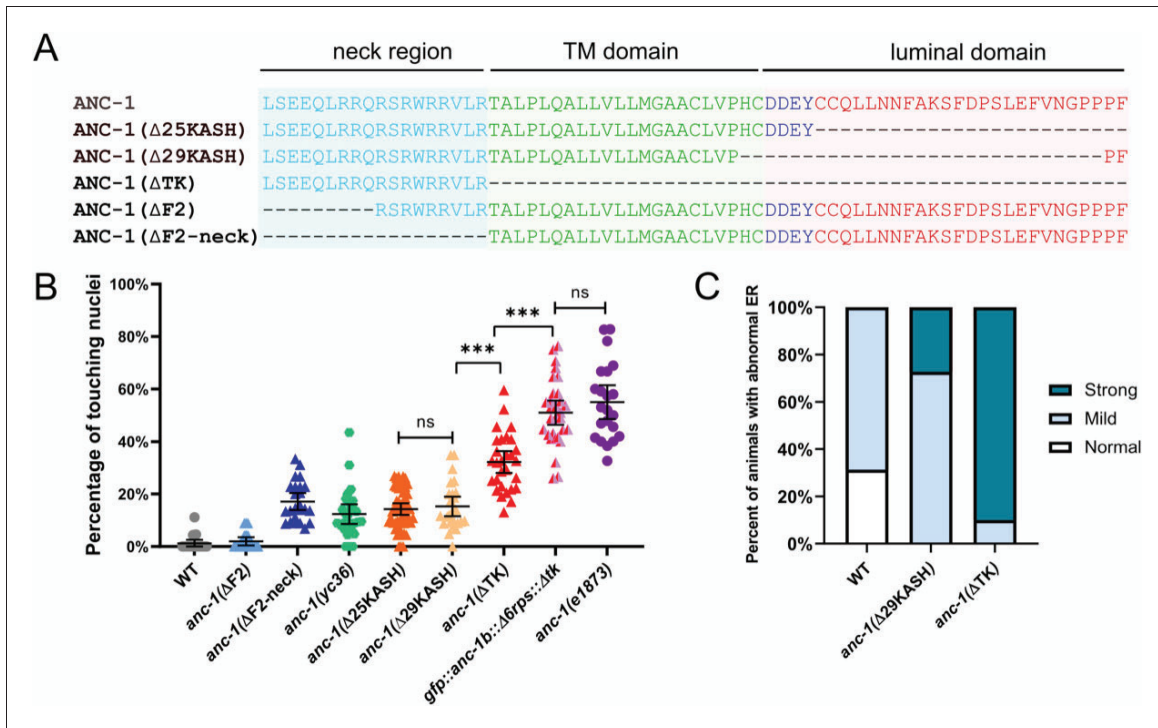 A
neck region TM domain luminal domain
ANC-1 LSEEQLRRQRSRWRRVLRTALPLQALLVLLMGAACLVPHCDDEYCCQLLNNFAKSFDPSLEFVNGPPPF
ANC-1(Δ25KASH) LSEEQLRRQRSRWRRVLRTALPLQALLVLLMGAACLVPHCDDEY-------------------------
ANC-1(Δ29KASH) LSEEQLRRQRSRWRRVLRTALPLQALLVLLMGAACLVP-----------------------------PF
ANC-1(ΔTK) LSEEQLRRQRSRWRRVLR---------------------------------------------------
ANC-1(ΔF2) ---------RSRWRRVLRTALPLQALLVLLMGAACLVPHCDDEYCCQLLNNFAKSFDPSLEFVNGPPPF
ANC-1(ΔF2-neck) ------------------TALPLQALLVLLMGAACLVPHCDDEYCCQLLNNFAKSFDPSLEFVNGPPPF
B
Percentage of touching nuclei
100%
80%
60%
40%
20%
0%
ns
***
***
ns
WT
anc-1(ΔF2)
anc-1(ΔF2-neck)
anc-1(yc36)
anc-1(Δ25KASH)
anc-1(Δ29KASH)
anc-1(ΔTK)
gfp::anc-1b::Δ6rps::Δtk
anc-1(e1873)
C
Percent of animals with abnormal ER
100%
80%
60%
40%
20%
0%
WT
anc-1(Δ29KASH)
anc-1(ΔTK)
Strong
Mild
Normal